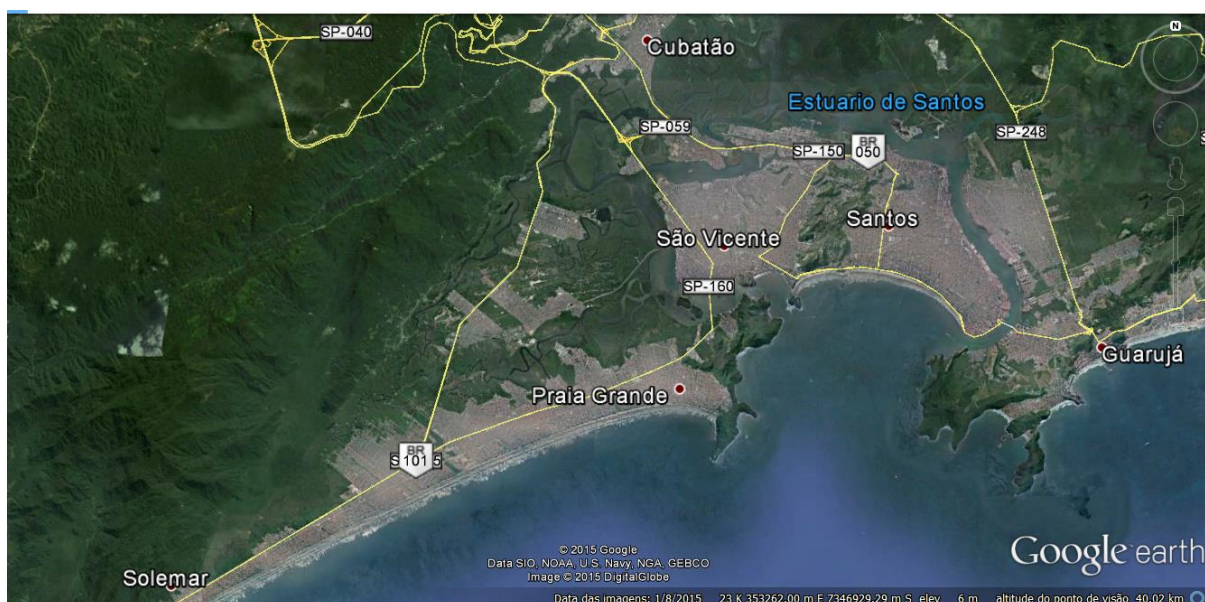 N
SP-040
Cubatão
Estuario de Santos
SP-059
SP-248
SP-150
BR
050
Santos
São Vicente
SP-160
Guarujá
Praia Grande
BR
S 101 5
Solemar
© 2015 Google
Data SIO, NOAA, U.S. Navy, NGA, GEBCO
Image © 2015 DigitalGlobe
Google earth
Data das imagens: 1/8/2015 23 K 353262.00 m E 7346929.29 m S elev 6 m altitude do ponto de visão 40.02 km